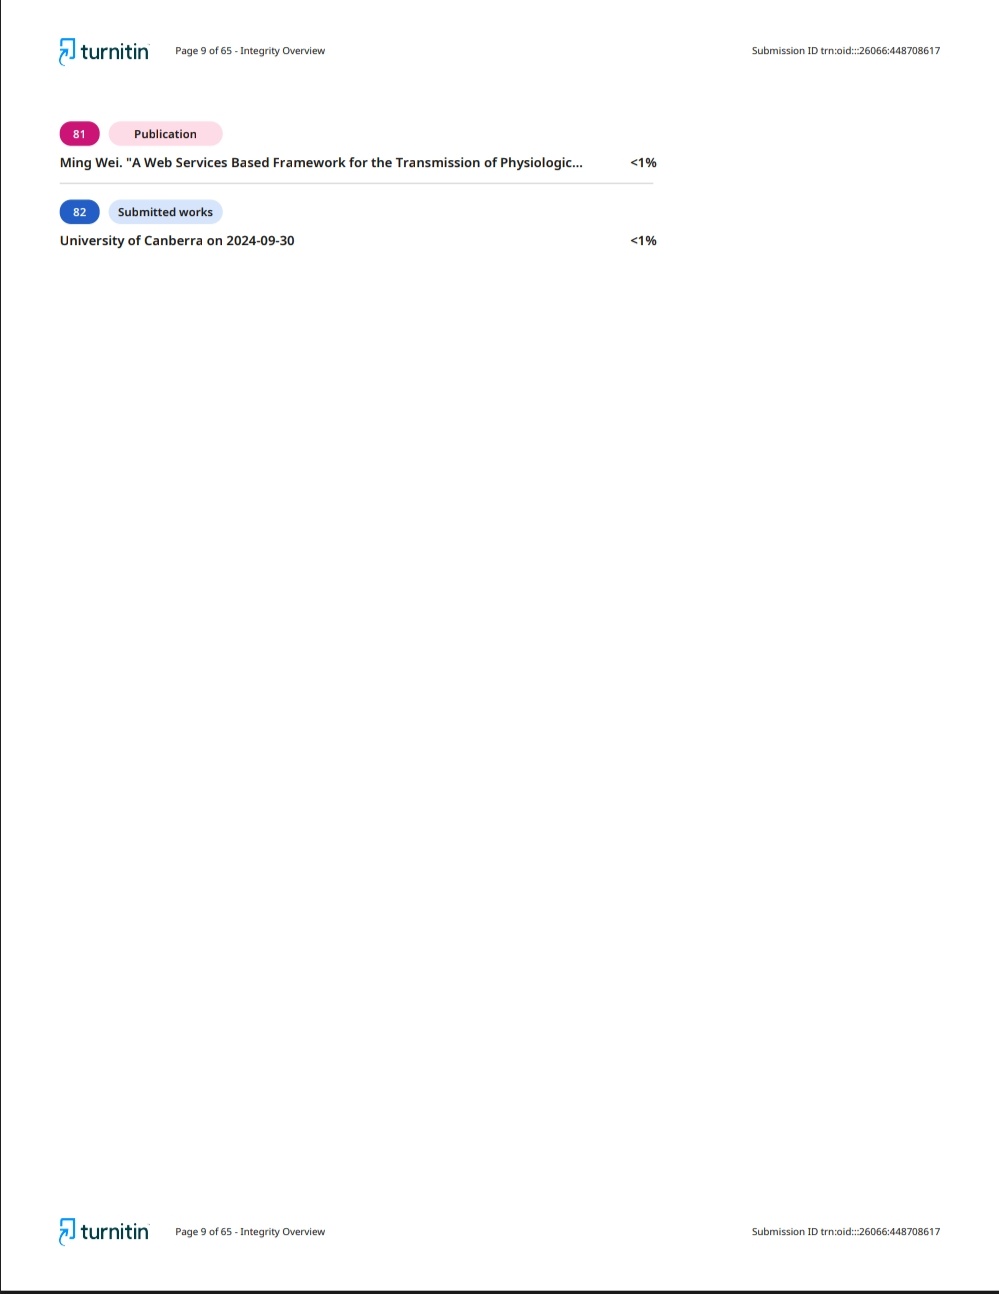 turnitin Page 9 of 65 - Integrity Overview Submission ID trn:oid:::26066:448708617
81 Publication
Ming Wei. "A Web Services Based Framework for the Transmission of Physiologic... <1%
82 Submitted works
University of Canberra on 2024-09-30 <1%
turnitin Page 9 of 65 - Integrity Overview Submission ID trn:oid:::26066:448708617